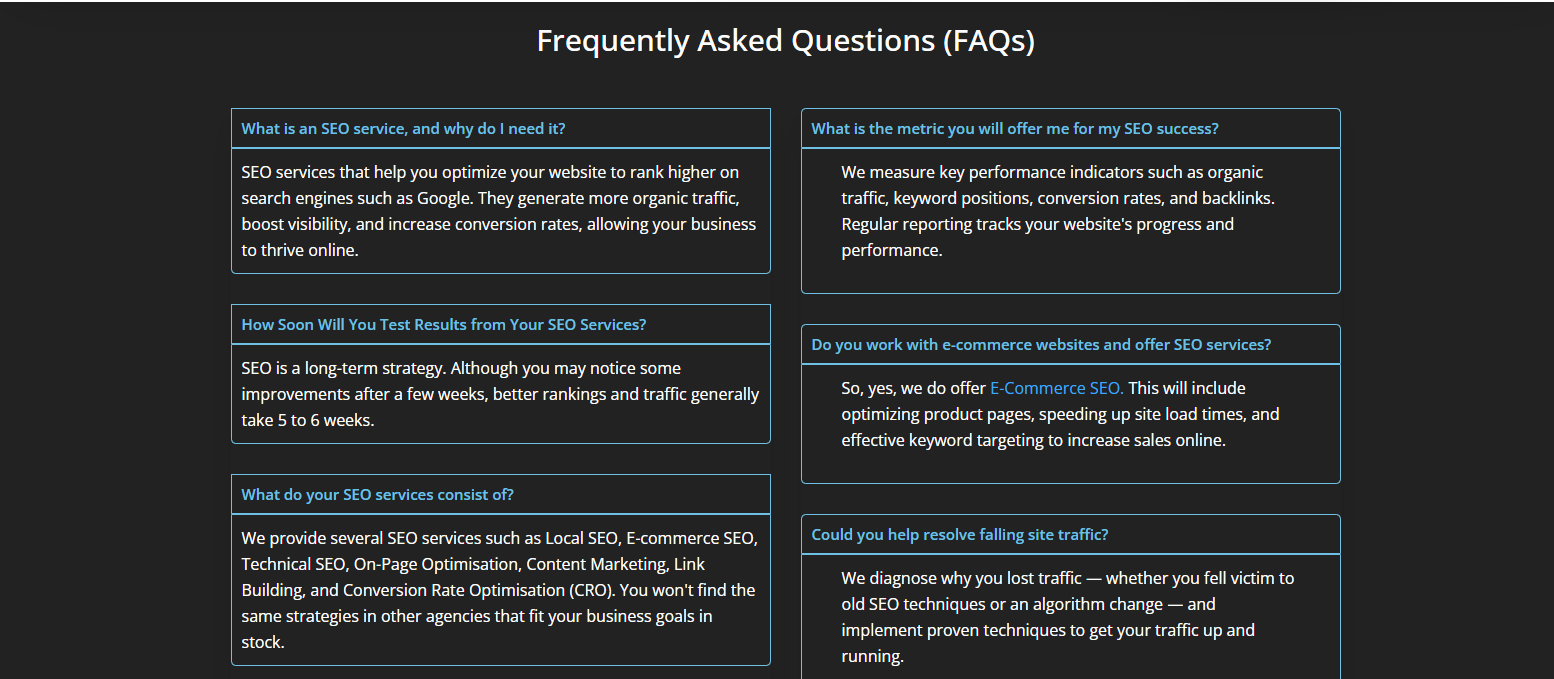 Frequently Asked Questions (FAQs)
What is an SEO service, and why do I need it?
SEO services that help you optimize your website to rank higher on
search engines such as Google. They generate more organic traffic,
boost visibility, and increase conversion rates, allowing your business
to thrive online.
How Soon Will You Test Results from Your SEO Services?
SEO is a long-term strategy. Although you may notice some
improvements after a few weeks, better rankings and traffic generally
take 5 to 6 weeks.
What do your SEO services consist of?
We provide several SEO services such as Local SEO, E-commerce SEO,
Technical SEO, On-Page Optimisation, Content Marketing, Link
Building, and Conversion Rate Optimisation (CRO). You won't find the
same strategies in other agencies that fit your business goals in
stock.
What is the metric you will offer me for my SEO success?
We measure key performance indicators such as organic
traffic, keyword positions, conversion rates, and backlinks.
Regular reporting tracks your website's progress and
performance.
Do you work with e-commerce websites and offer SEO services?
So, yes, we do offer E-Commerce SEO. This will include
optimizing product pages, speeding up site load times, and
effective keyword targeting to increase sales online.
Could you help resolve falling site traffic?
We diagnose why you lost traffic — whether you fell victim to
old SEO techniques or an algorithm change — and
implement proven techniques to get your traffic up and
running.